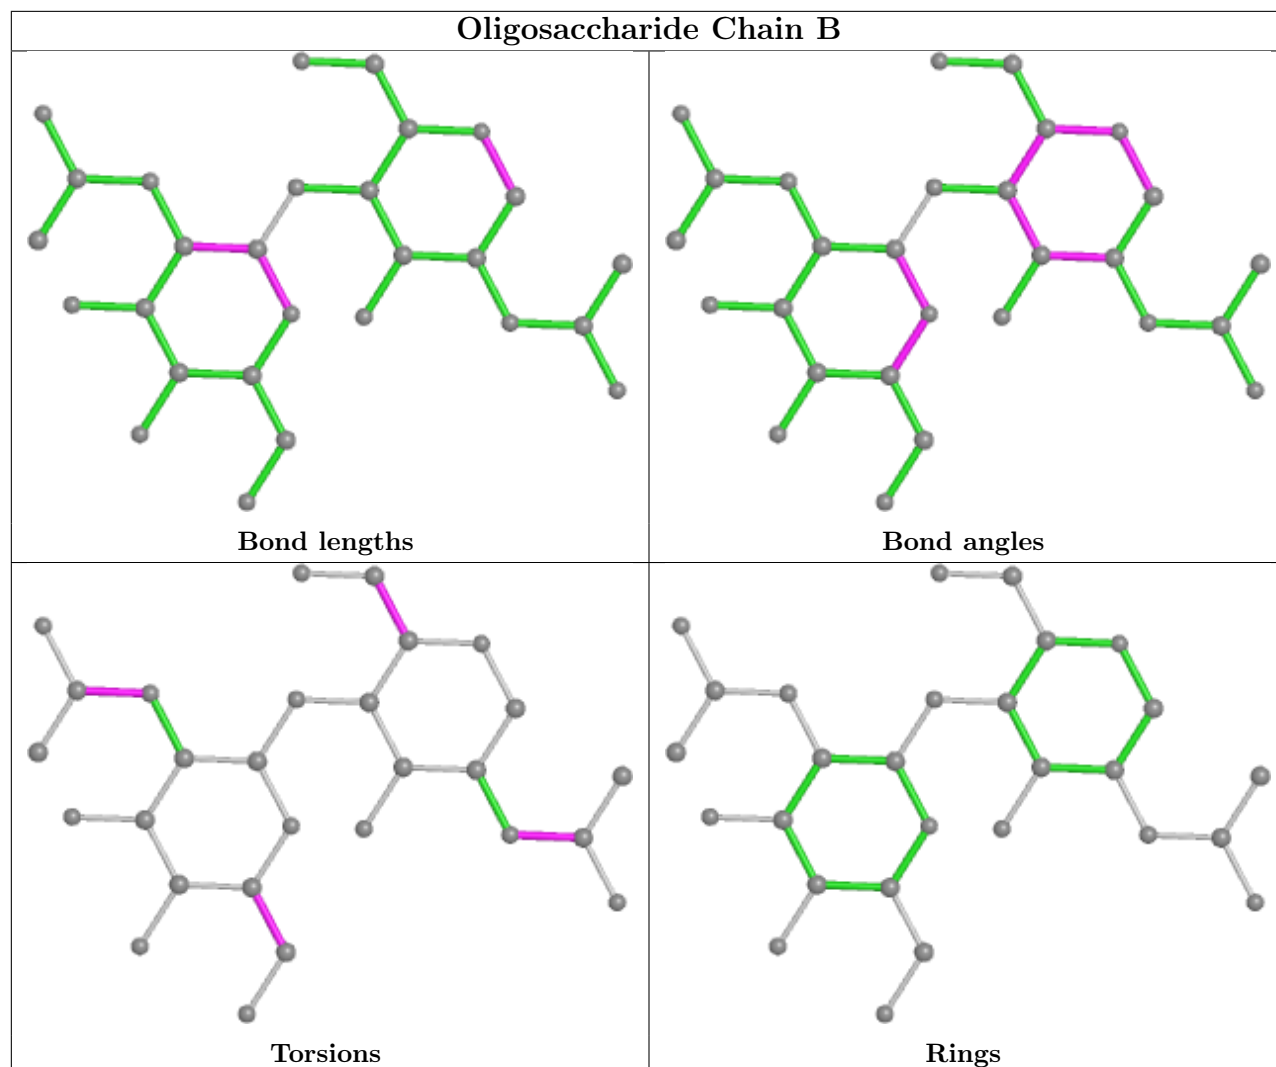 Oligosaccharide Chain B
Bond lengths
Bond angles
Torsions
Rings